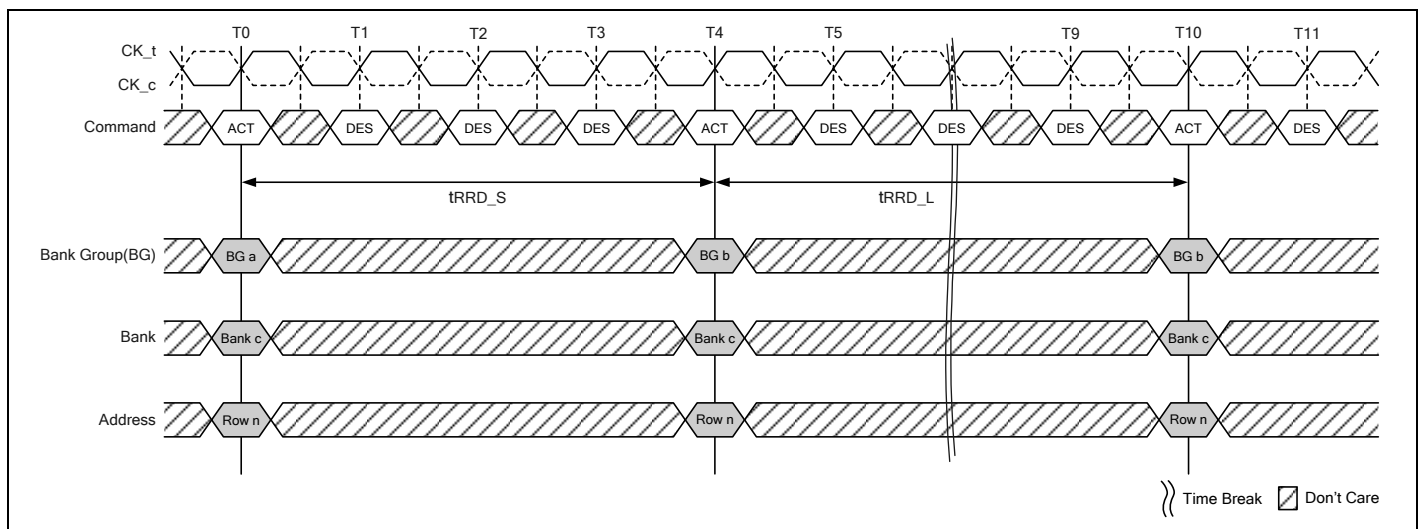 T0 T1 T2 T3 T4 T5 T9 T10 T11
CK_t
CK_c
Command ACT DES DES DES ACT DES DES DES ACT DES
tRRD_S tRRD_L
Bank Group(BG) BG a BG b BG b
Bank Bank c Bank c Bank c
Address Row n Row n Row n
Time Break Don't Care